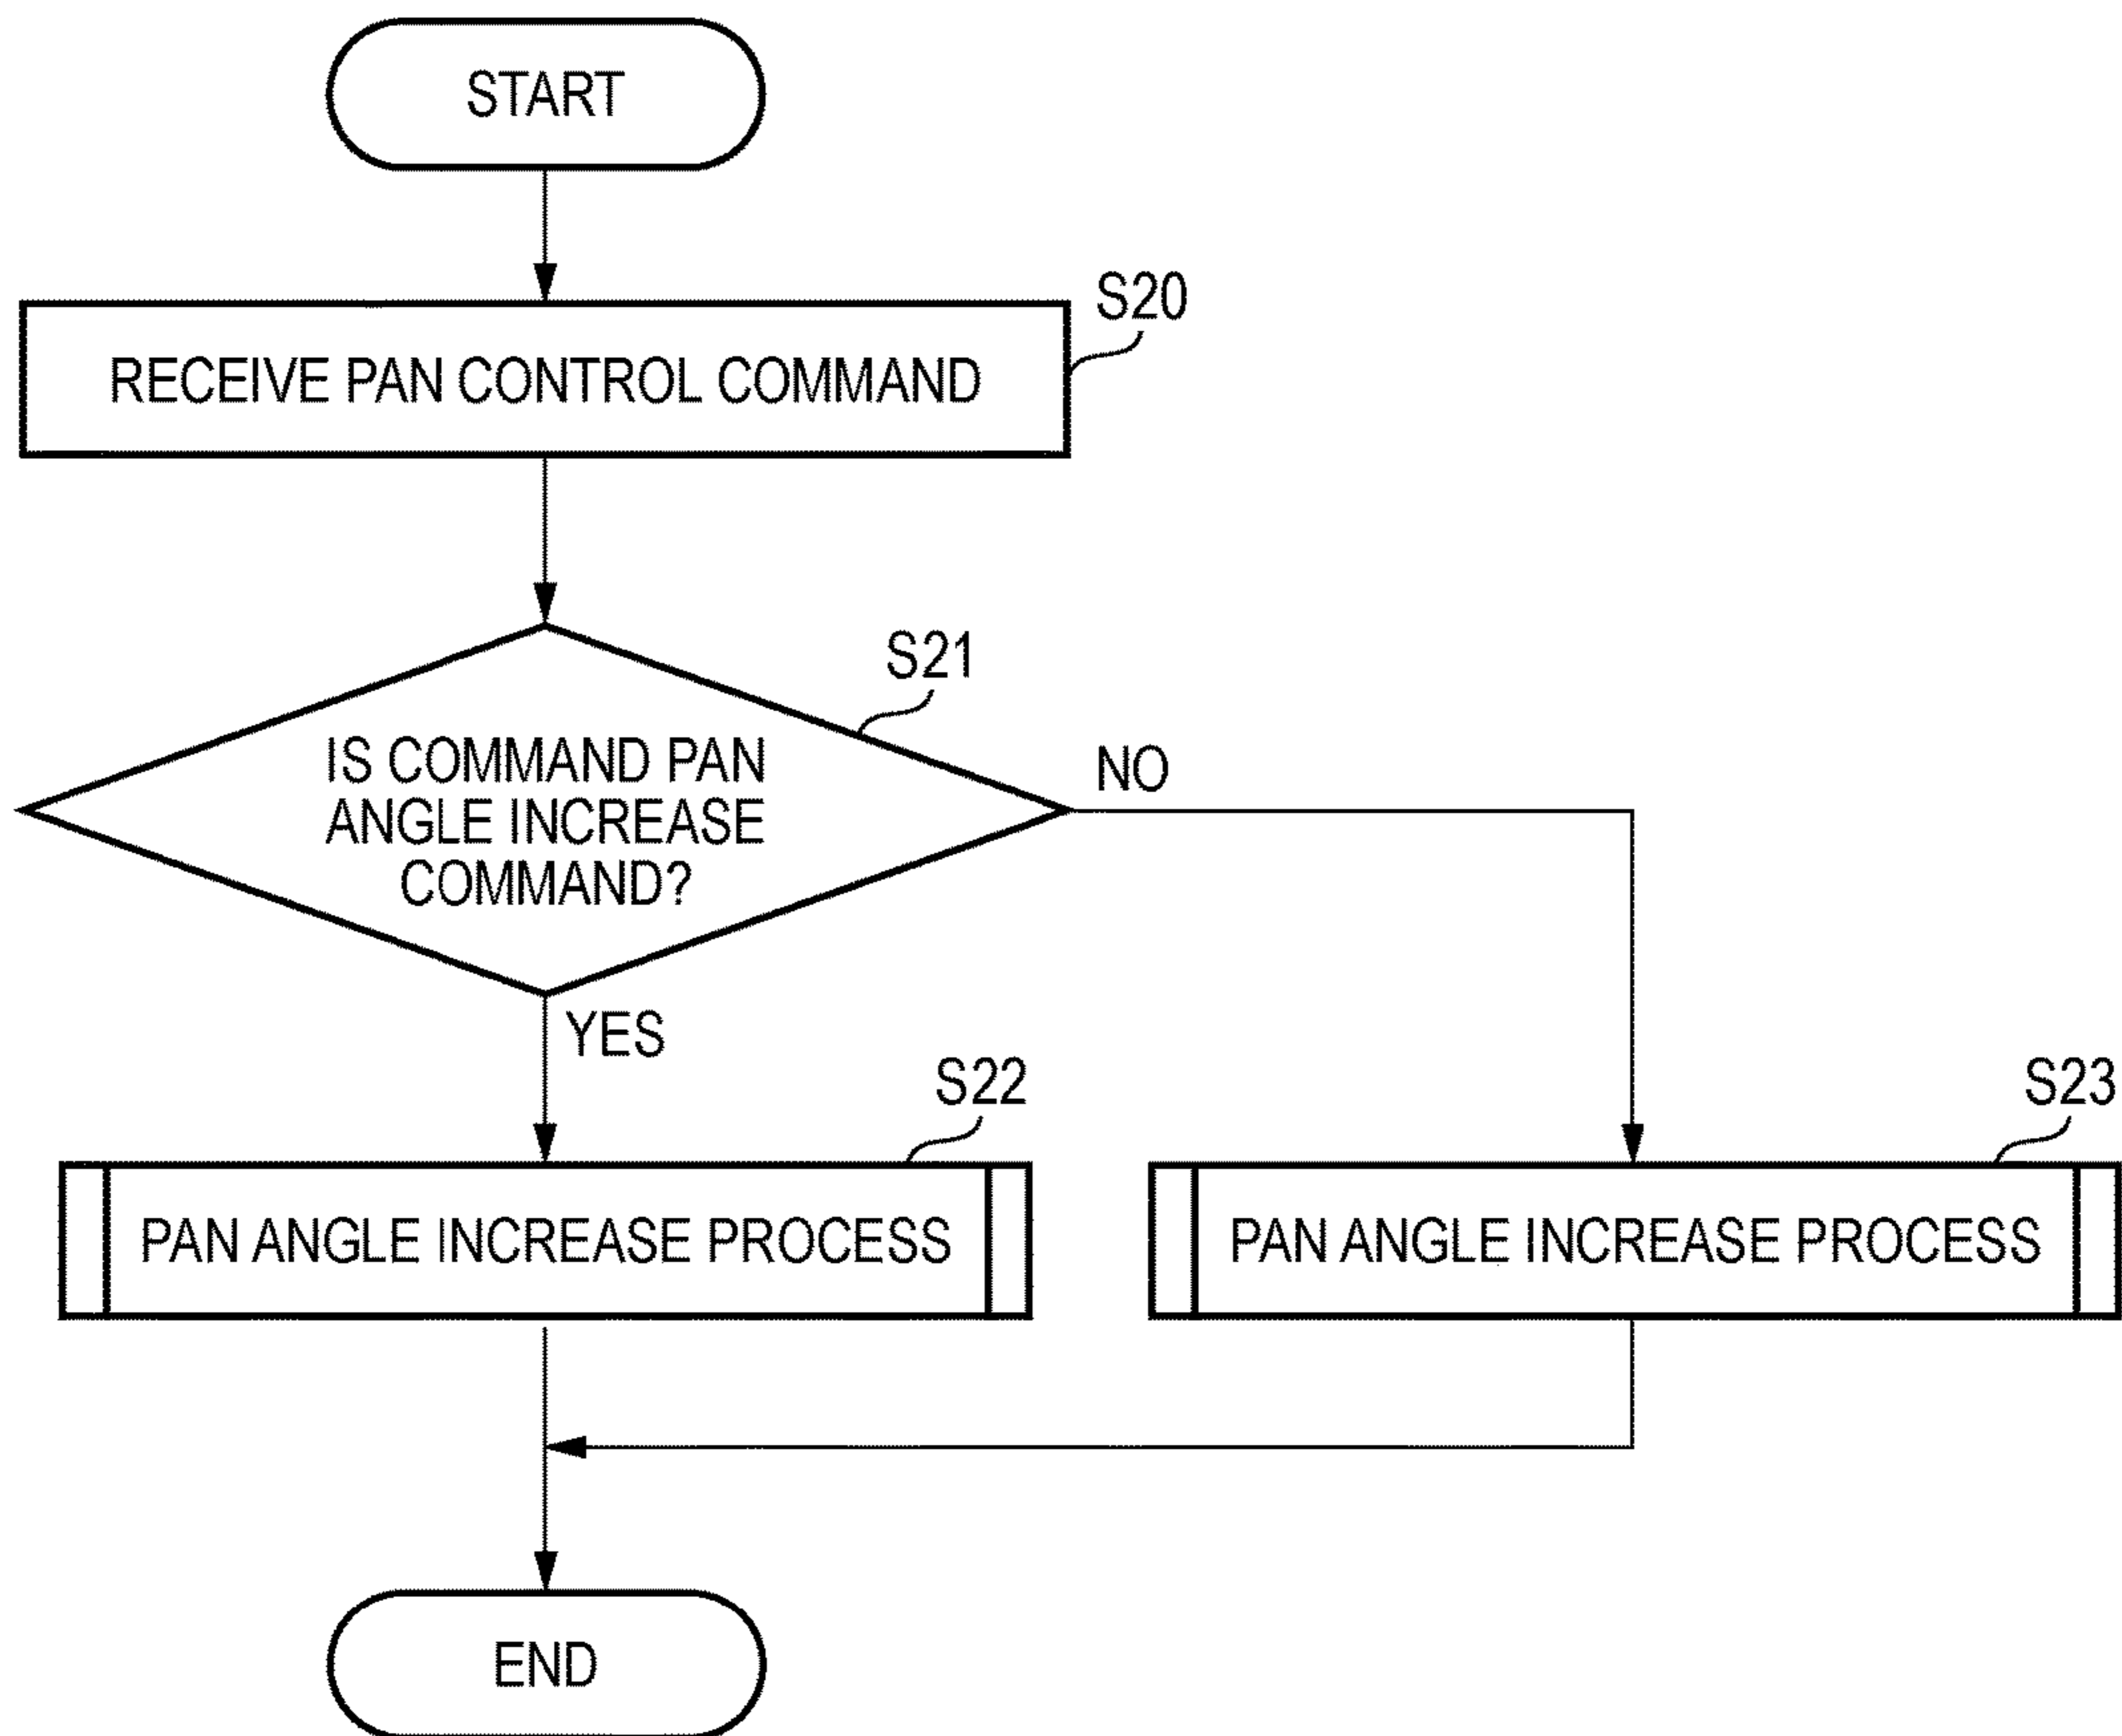 START
S20
RECEIVE PAN CONTROL COMMAND
S21
IS COMMAND PAN
ANGLE INCREASE
COMMAND?
NO
YES
S22
PAN ANGLE INCREASE PROCESS
S23
PAN ANGLE INCREASE PROCESS
END